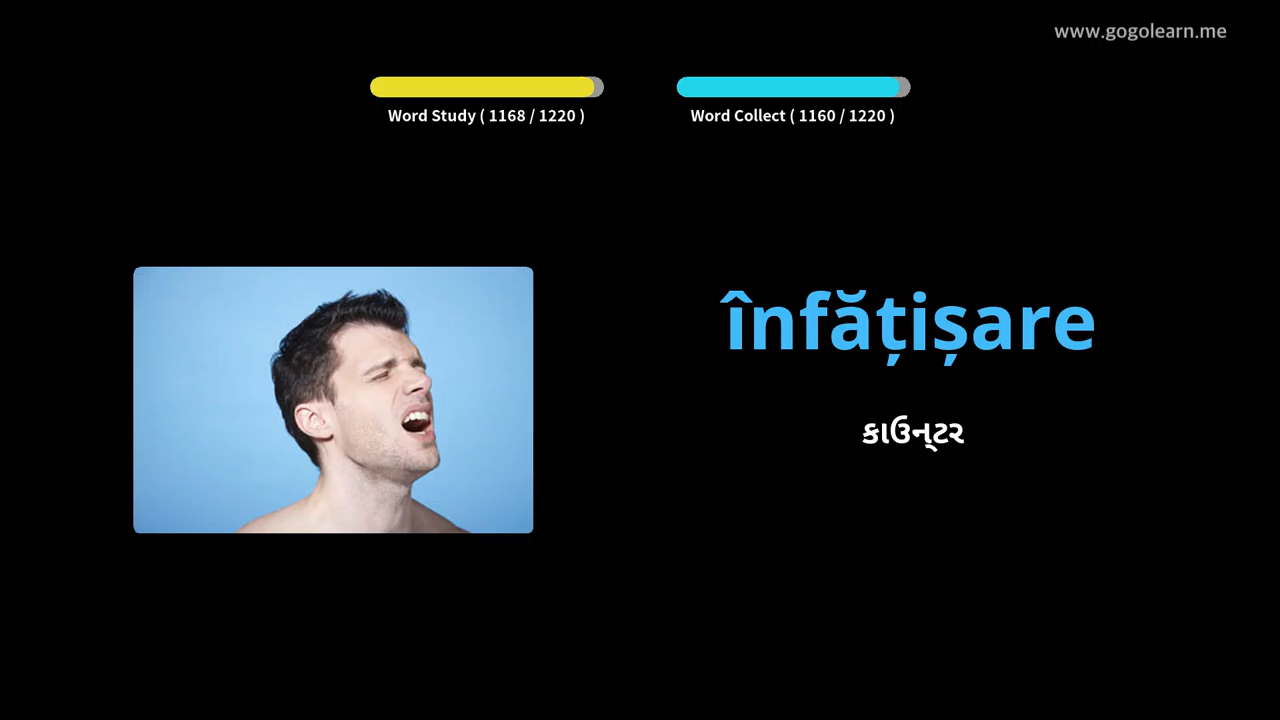 www.gogolearn.me
Word Study ( 1168 / 1220 )
Word Collect ( 1160 / 1220 )
înfățișare
કાઉન્ટર